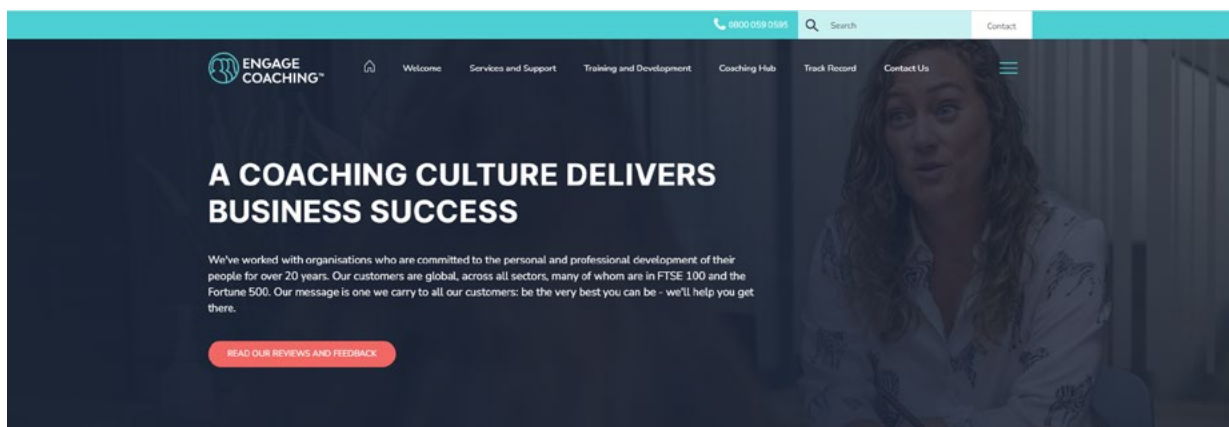 0800 059 0595
Search
Contact
ENGAGE
COACHING™
Welcome
Services and Support
Training and Development
Coaching Hub
Track Record
Contact Us
A COACHING CULTURE DELIVERS
BUSINESS SUCCESS
We've worked with organisations who are committed to the personal and professional development of their
people for over 20 years. Our customers are global, across all sectors, many of whom are in FTSE 100 and the
Fortune 500. Our message is one we carry to all our customers: be the very best you can be - we'll help you get
there.
READ OUR REVIEWS AND FEEDBACK